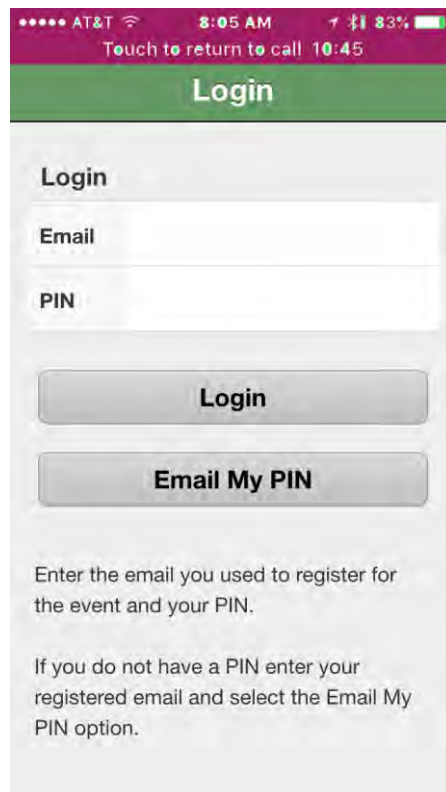 AT&T 8:05 AM 83%
Touch to return to call 10:45
Login
Login
Email
PIN
Login
Email My PIN
Enter the email you used to register for
the event and your PIN.
If you do not have a PIN enter your
registered email and select the Email My
PIN option.